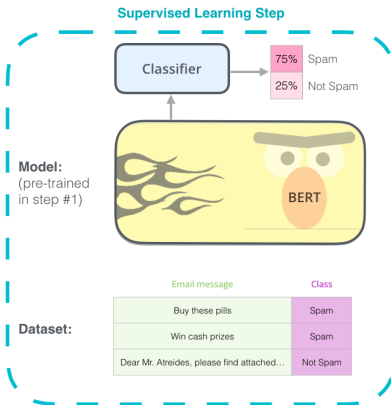 Supervised Learning Step
Classifier
75% Spam
25% Not Spam
Model:
(pre-trained
in step #1)
BERT
Email message Class
Buy these pills Spam
Win cash prizes Spam
Dear Mr. Atreides, please find attached... Not Spam
Dataset: